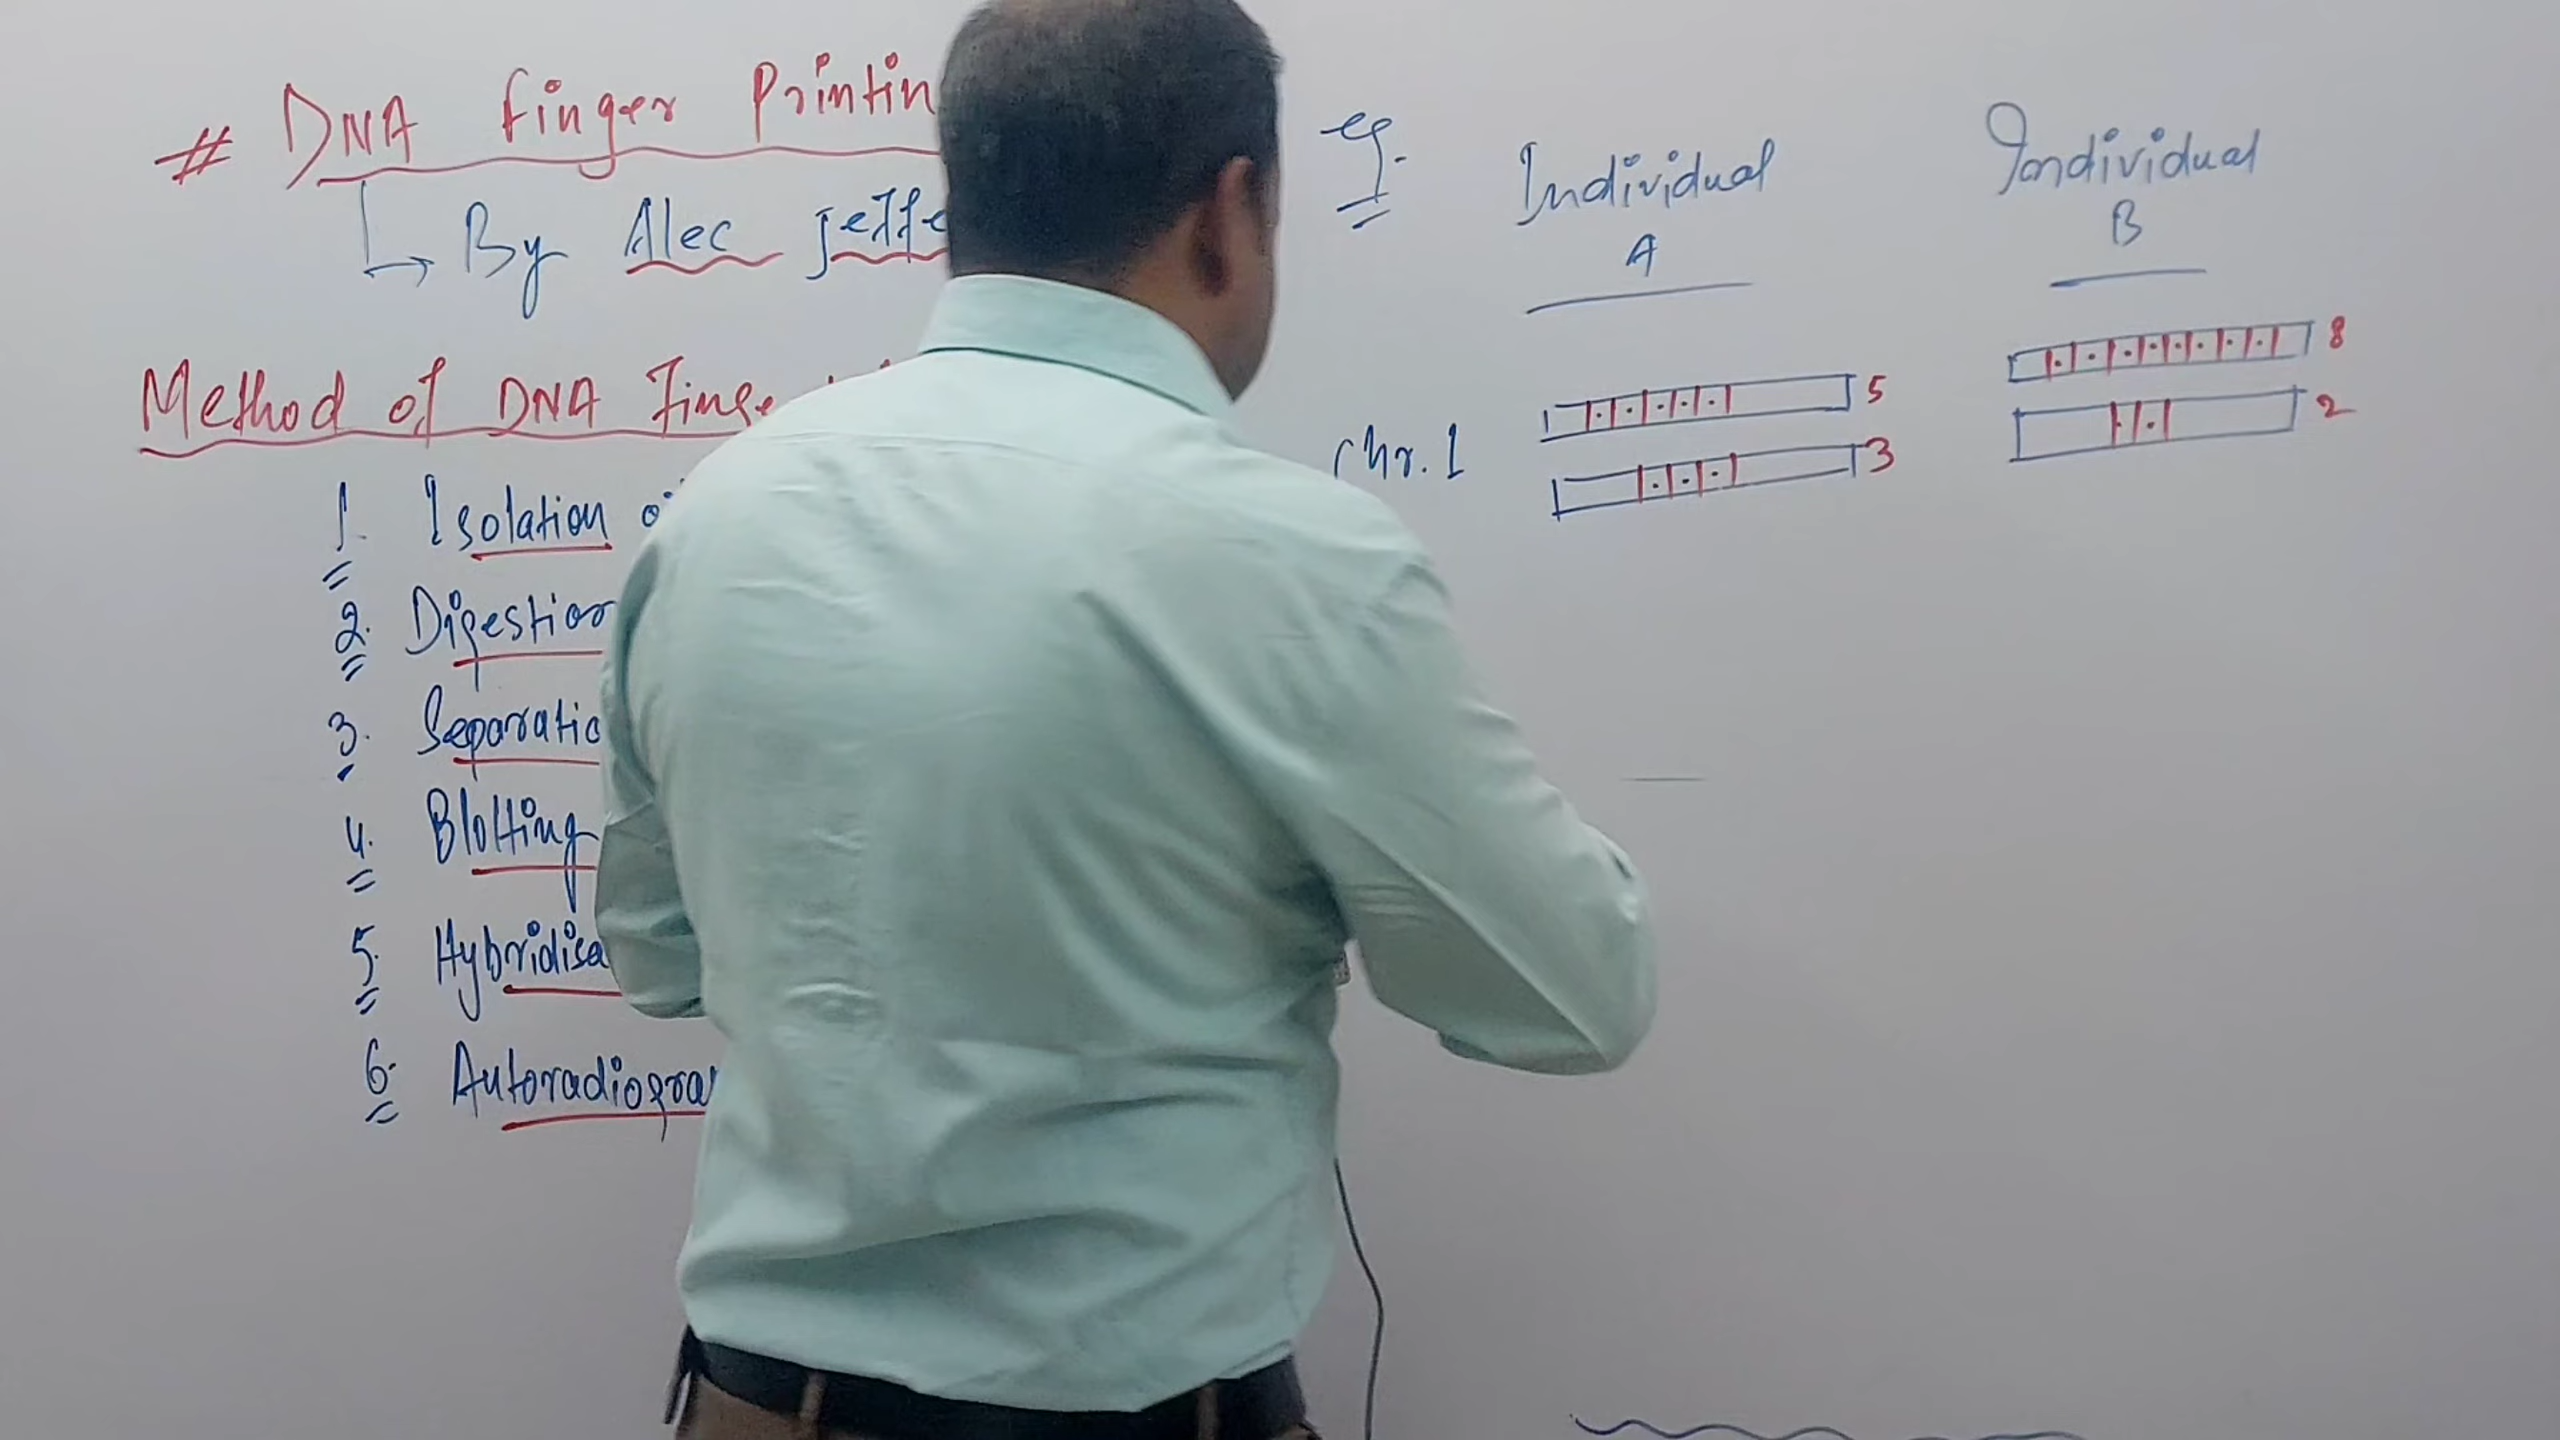 # DNA Finger Printin
By Alec Jeffe
Method of DNA Finge
1. Isolation
2. Digestion
3. Separatio
4. Blotting
5. Hybridisa
6. Autoradiogra
eg.
Individual
A
Individual
B
Chr. 1
5
3
8
2